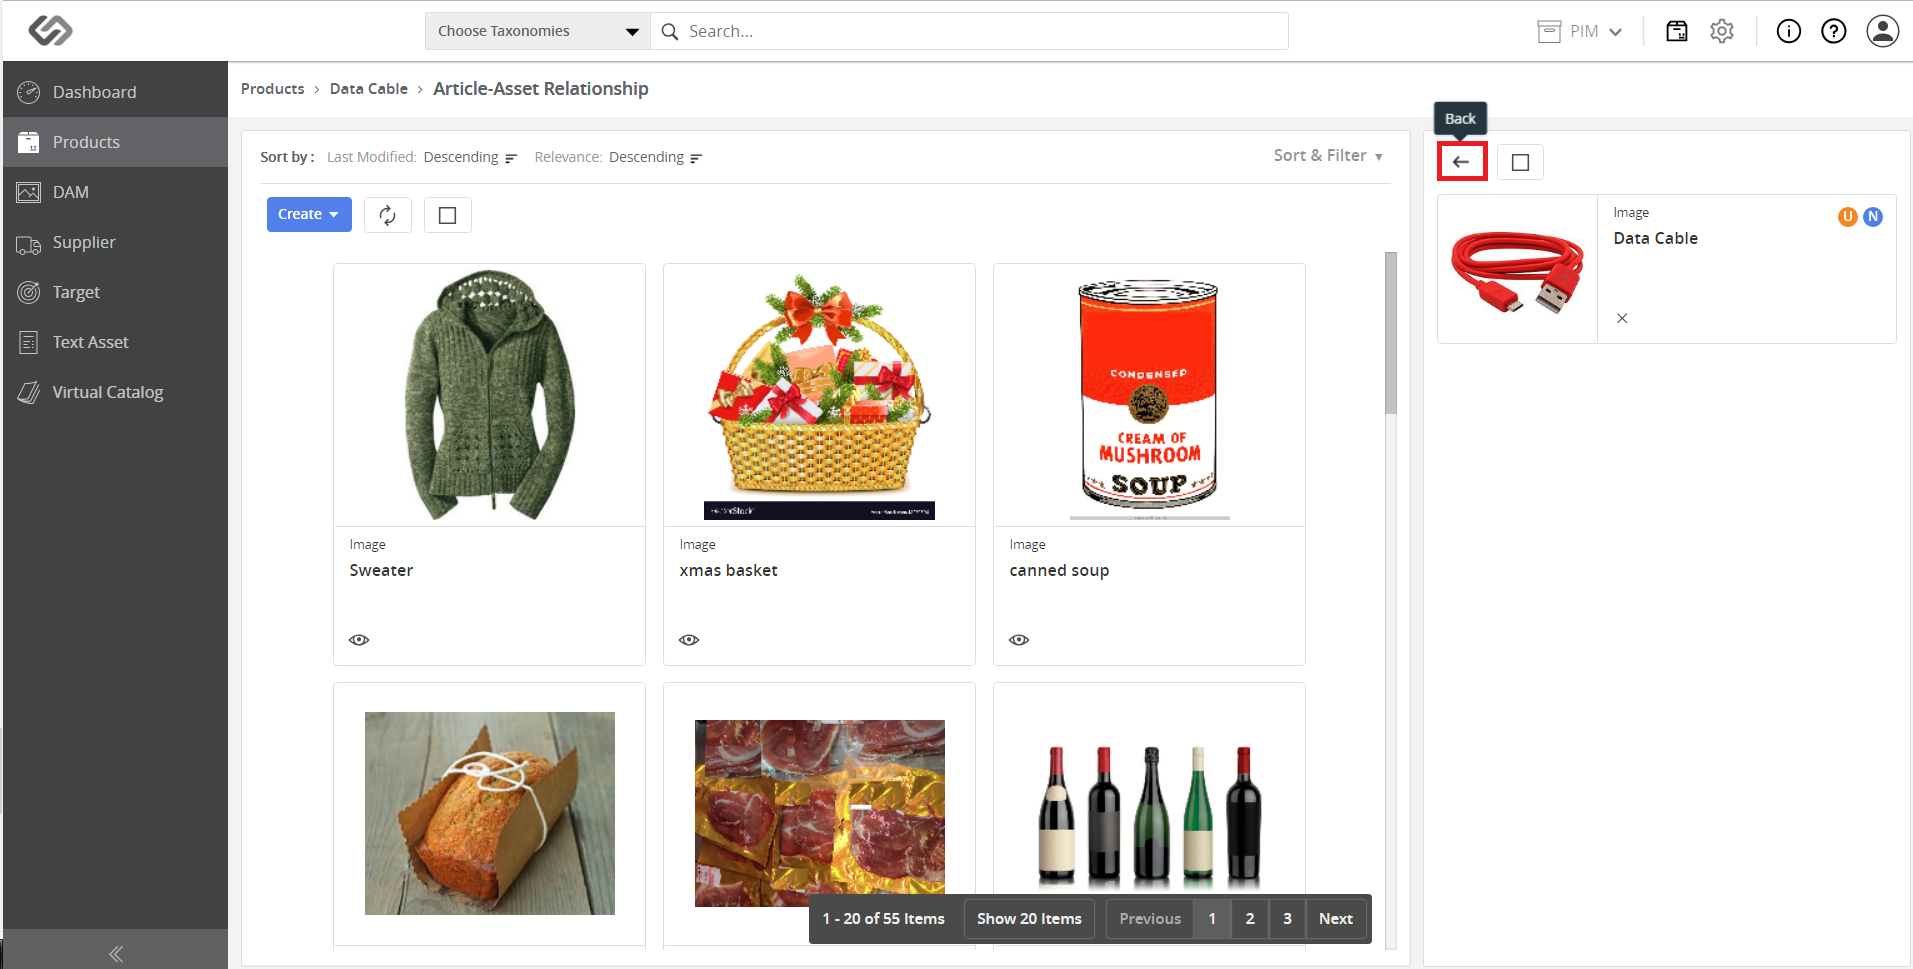 Choose Taxonomies
Search...
PIM
Dashboard
Products
DAM
Supplier
Target
Text Asset
Virtual Catalog
Products › Data Cable › Article-Asset Relationship
Sort by : Last Modified: Descending Relevance: Descending
Sort & Filter
Create
Image
Sweater
CONDENSED
CREAM OF
MUSHROOM
SOUP
Image
xmas basket
Image
canned soup
1 - 20 of 55 Items
Show 20 Items
Previous 1 2 3 Next
Back
Image
U N
Data Cable